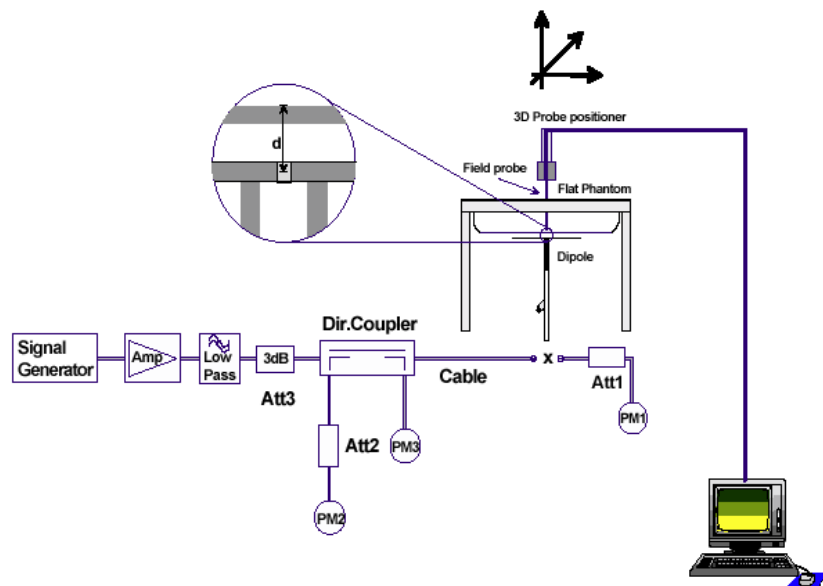 3D Probe positioner
d
Field probe
Flat Phantom
Dipole
Dir.Coupler
Signal
Generator
Amp
Low
Pass
3dB
Cable
x
Att1
Att3
PM1
Att2
PM3
PM2